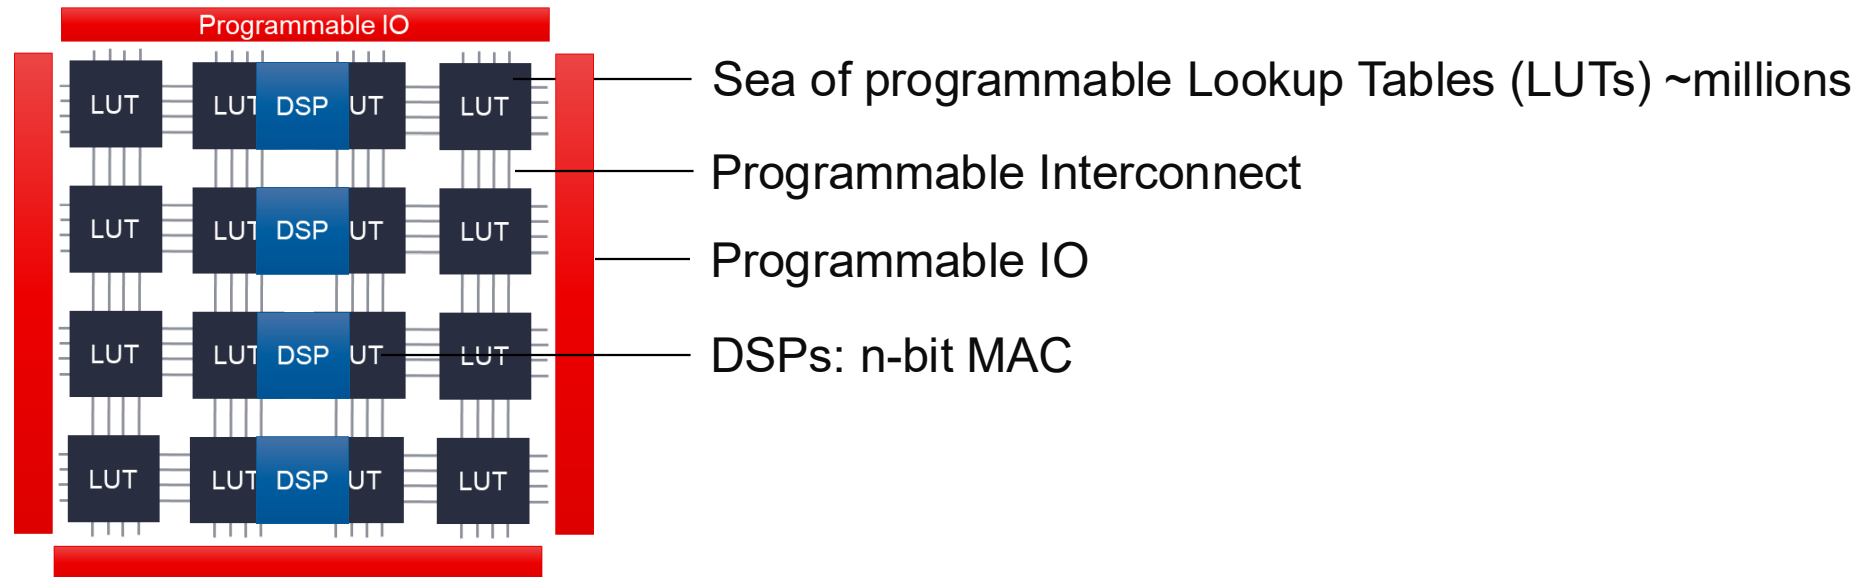 Programmable IO
LUT LUT DSP UT LUT
LUT LUT DSP UT LUT
LUT LUT DSP UT LUT
LUT LUT DSP UT LUT
Sea of programmable Lookup Tables (LUTs) ~millions
Programmable Interconnect
Programmable IO
DSPs: n-bit MAC